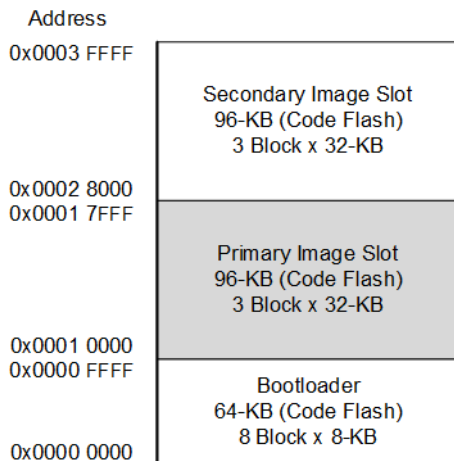 Address
0x0003 FFFF
Secondary Image Slot
96-KB (Code Flash)
3 Block x 32-KB
0x0002 8000
0x0001 7FFF
Primary Image Slot
96-KB (Code Flash)
3 Block x 32-KB
0x0001 0000
0x0000 FFFF
Bootloader
64-KB (Code Flash)
8 Block x 8-KB
0x0000 0000